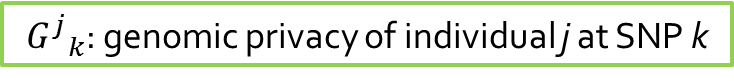 Gʲₖ: genomic privacy of individual j at SNP k